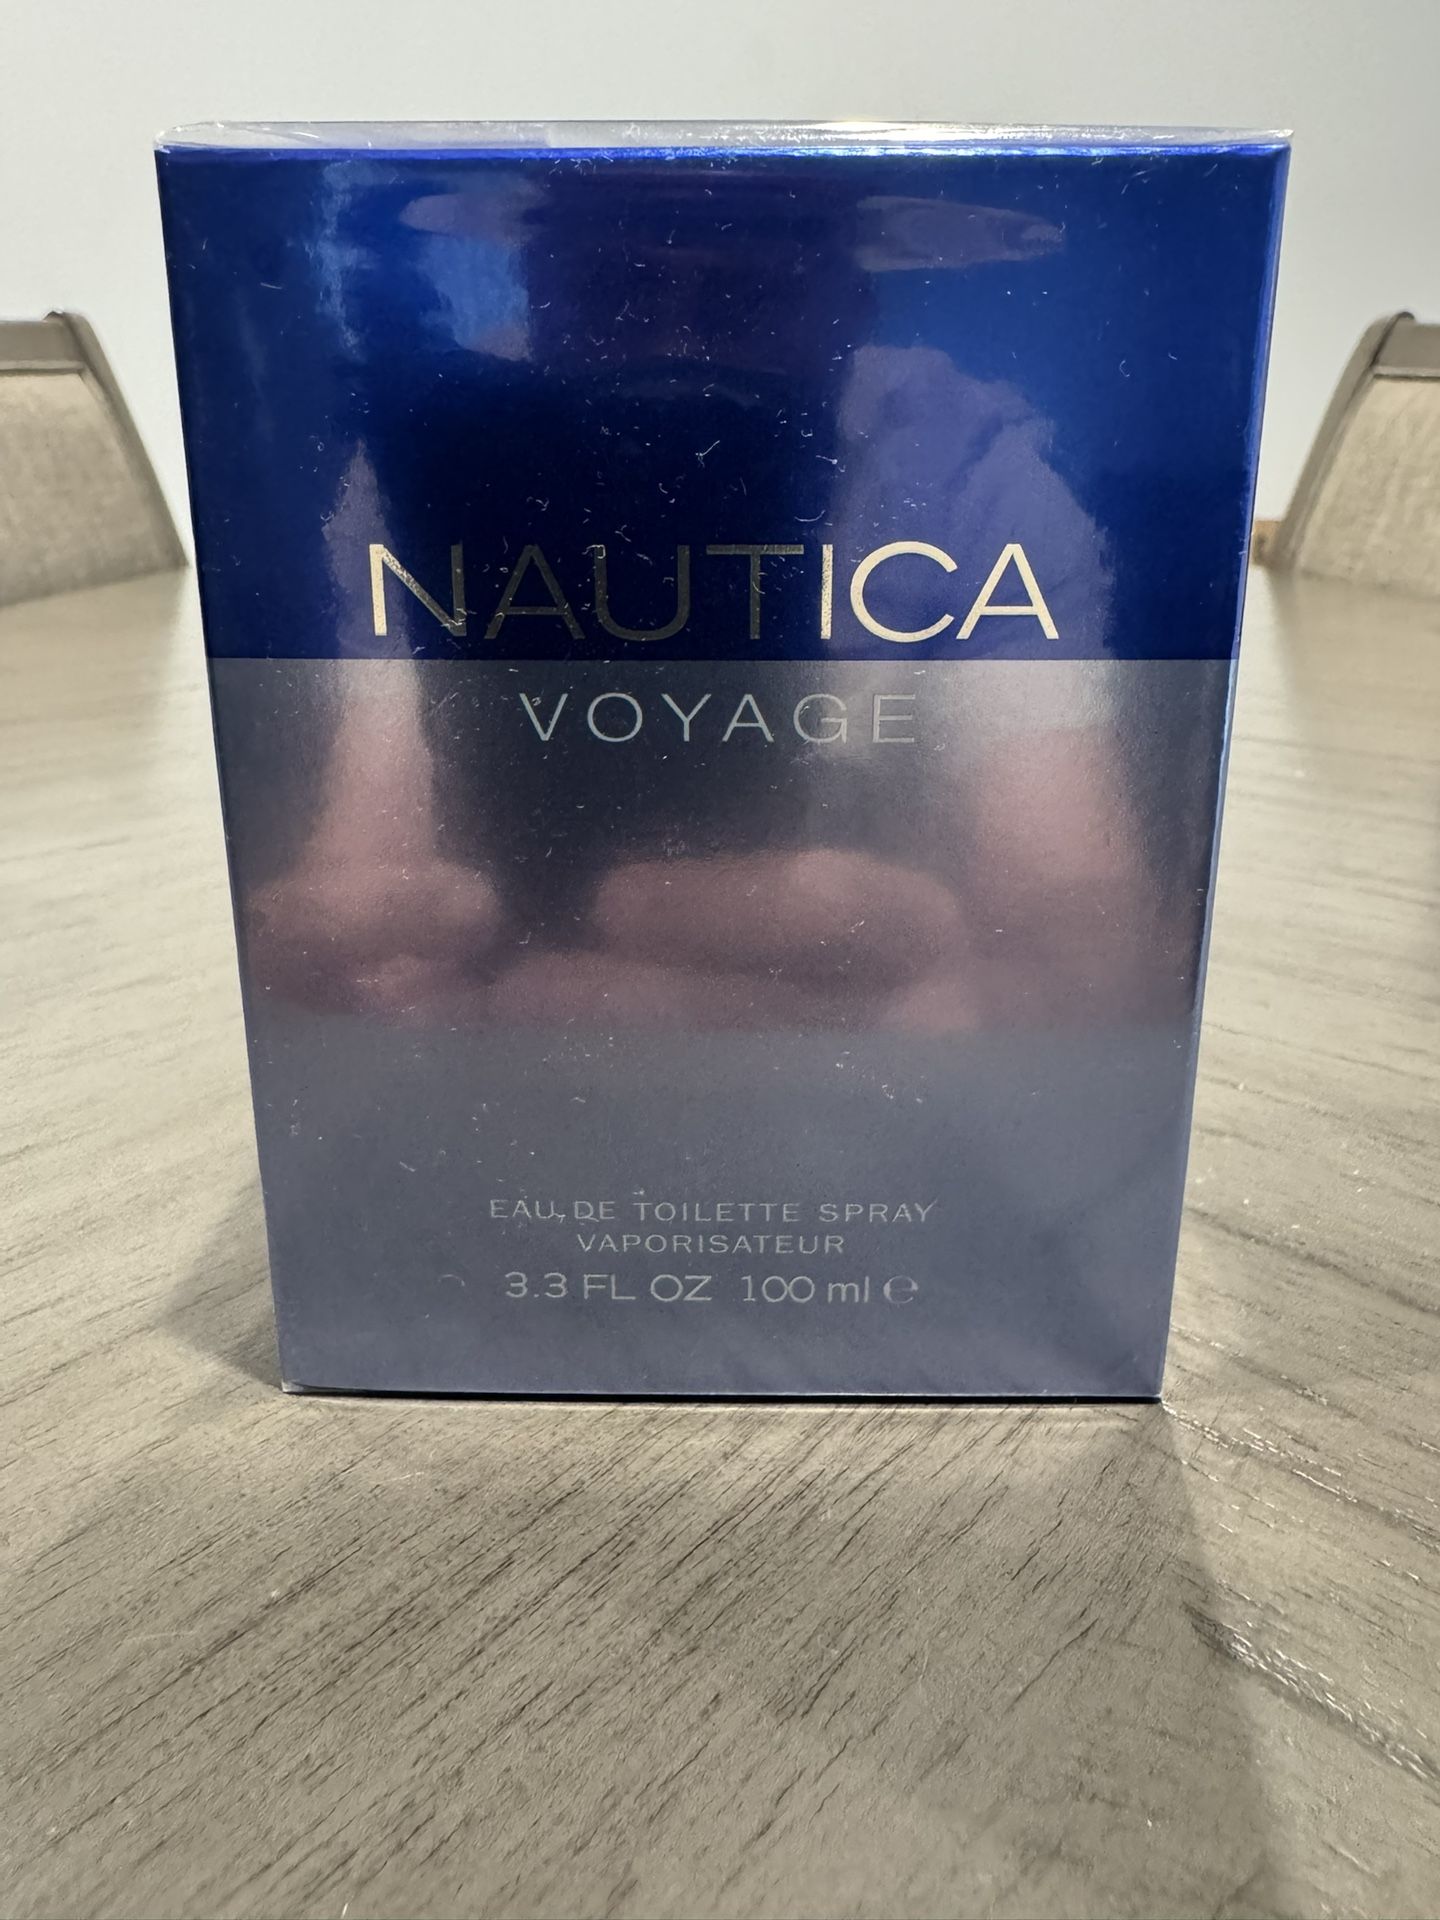 NAUTICA
VOYAGE
EAU DE TOILETTE SPRAY
VAPORISATEUR
3.3 FL OZ 100 ml ℮